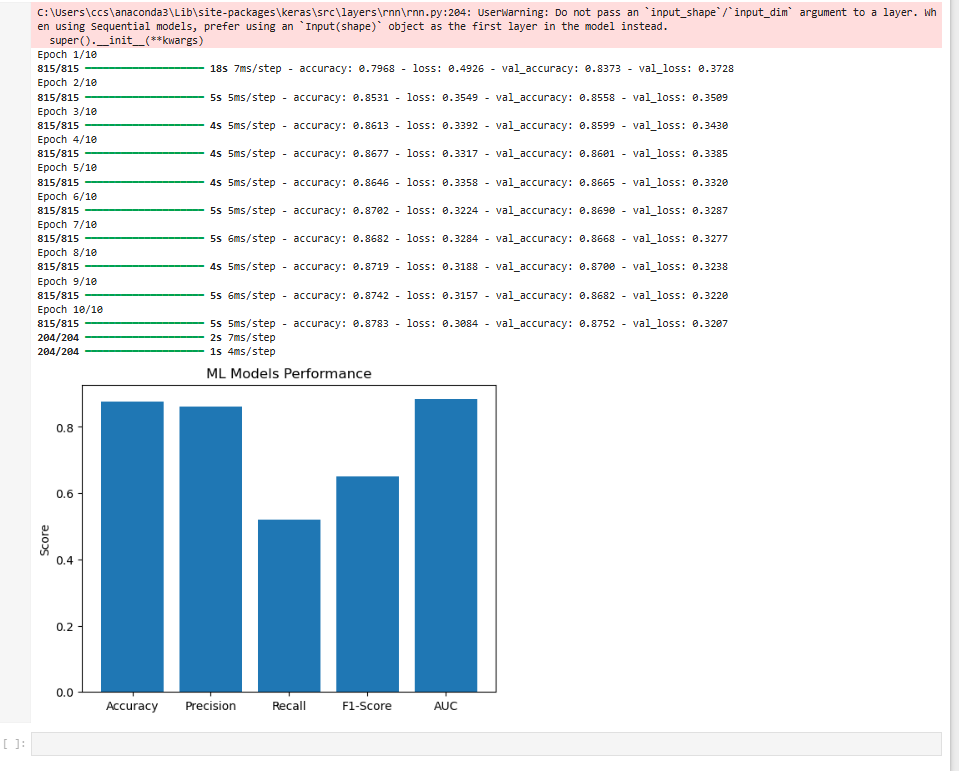 C:\Users\ccs\anaconda3\Lib\site-packages\keras\src\layers\rnn\rnn.py:204: UserWarning: Do not pass an `input_shape`/`input_dim` argument to a layer. Wh
en using Sequential models, prefer using an `Input(shape)` object as the first layer in the model instead.
super().__init__(**kwargs)
Epoch 1/10
815/815 18s 7ms/step - accuracy: 0.7968 - loss: 0.4926 - val_accuracy: 0.8373 - val_loss: 0.3728
Epoch 2/10
815/815 5s 5ms/step - accuracy: 0.8531 - loss: 0.3549 - val_accuracy: 0.8558 - val_loss: 0.3509
Epoch 3/10
815/815 4s 5ms/step - accuracy: 0.8613 - loss: 0.3392 - val_accuracy: 0.8599 - val_loss: 0.3430
Epoch 4/10
815/815 4s 5ms/step - accuracy: 0.8677 - loss: 0.3317 - val_accuracy: 0.8601 - val_loss: 0.3385
Epoch 5/10
815/815 4s 5ms/step - accuracy: 0.8646 - loss: 0.3358 - val_accuracy: 0.8665 - val_loss: 0.3320
Epoch 6/10
815/815 5s 5ms/step - accuracy: 0.8702 - loss: 0.3224 - val_accuracy: 0.8690 - val_loss: 0.3287
Epoch 7/10
815/815 5s 6ms/step - accuracy: 0.8682 - loss: 0.3284 - val_accuracy: 0.8668 - val_loss: 0.3277
Epoch 8/10
815/815 4s 5ms/step - accuracy: 0.8719 - loss: 0.3188 - val_accuracy: 0.8700 - val_loss: 0.3238
Epoch 9/10
815/815 5s 6ms/step - accuracy: 0.8742 - loss: 0.3157 - val_accuracy: 0.8682 - val_loss: 0.3220
Epoch 10/10
815/815 5s 5ms/step - accuracy: 0.8783 - loss: 0.3084 - val_accuracy: 0.8752 - val_loss: 0.3207
204/204 2s 7ms/step
204/204 1s 4ms/step
ML Models Performance
0.8
0.6
Score
0.4
0.2
0.0
Accuracy Precision Recall F1-Score AUC
[ ]: